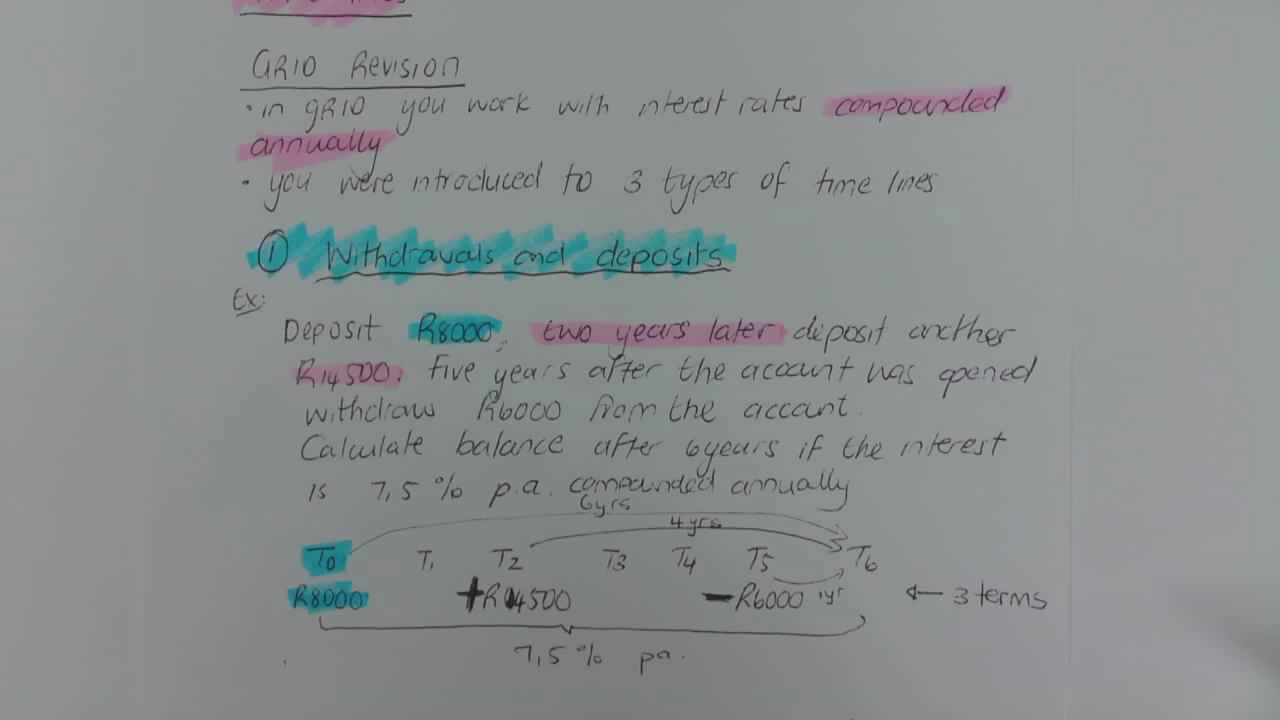 GR10 Revision
• in gR10 you work with interest rates compounded
annually
• you were introduced to 3 types of time lines
① Withdravals and deposits
Ex:
Deposit R8000, two years later deposit another
R14500. Five years after the account was opened
withdraw R6000 from the account.
Calculate balance after 6years if the interest
is 7,5% p.a. compounded annually
6yrs
4yrs
T0 T1 T2 T3 T4 T5 T6
R8000 +R14500 -R6000 1yr ← 3 terms
7,5% pa.